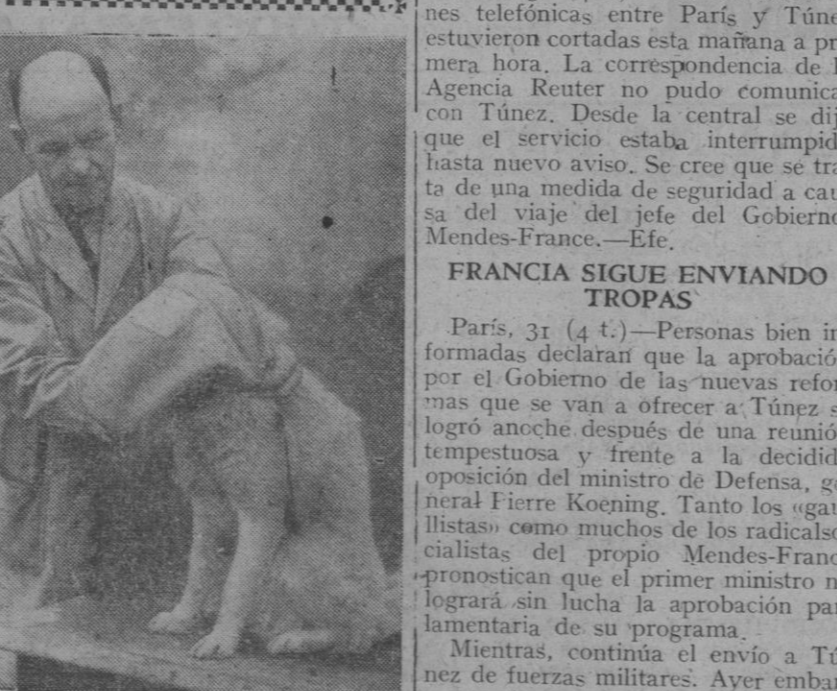 nes telefónicas entre París y Túne
estuvieron cortadas esta mañana a pr
mera hora. La correspondencia de l
Agencia Reuter no pudo comunica
con Túnez. Desde la central se dij
que el servicio estaba interrumpid
hasta nuevo aviso. Se cree que se tra
ta de una medida de seguridad a cau
sa del viaje del jefe del Gobierno
Mendes-France.—Efe.
FRANCIA SIGUE ENVIANDO
TROPAS
París, 31 (4 t.)—Personas bien in
formadas declaran que la aprobació
por el Gobierno de las nuevas refor
mas que se van a ofrecer a Túnez s
logró anoche después de una reunió
tempestuosa y frente a la decidid
oposición del ministro de Defensa, ge
neral Pierre Koening. Tanto los «gau
llistas» como muchos de los radicalso
cialistas del propio Mendes-Franc
pronostican que el primer ministro n
logrará sin lucha la aprobación par
lamentaria de su programa.
Mientras, continúa el envío a Tú
nez de fuerzas militares. Ayer emba